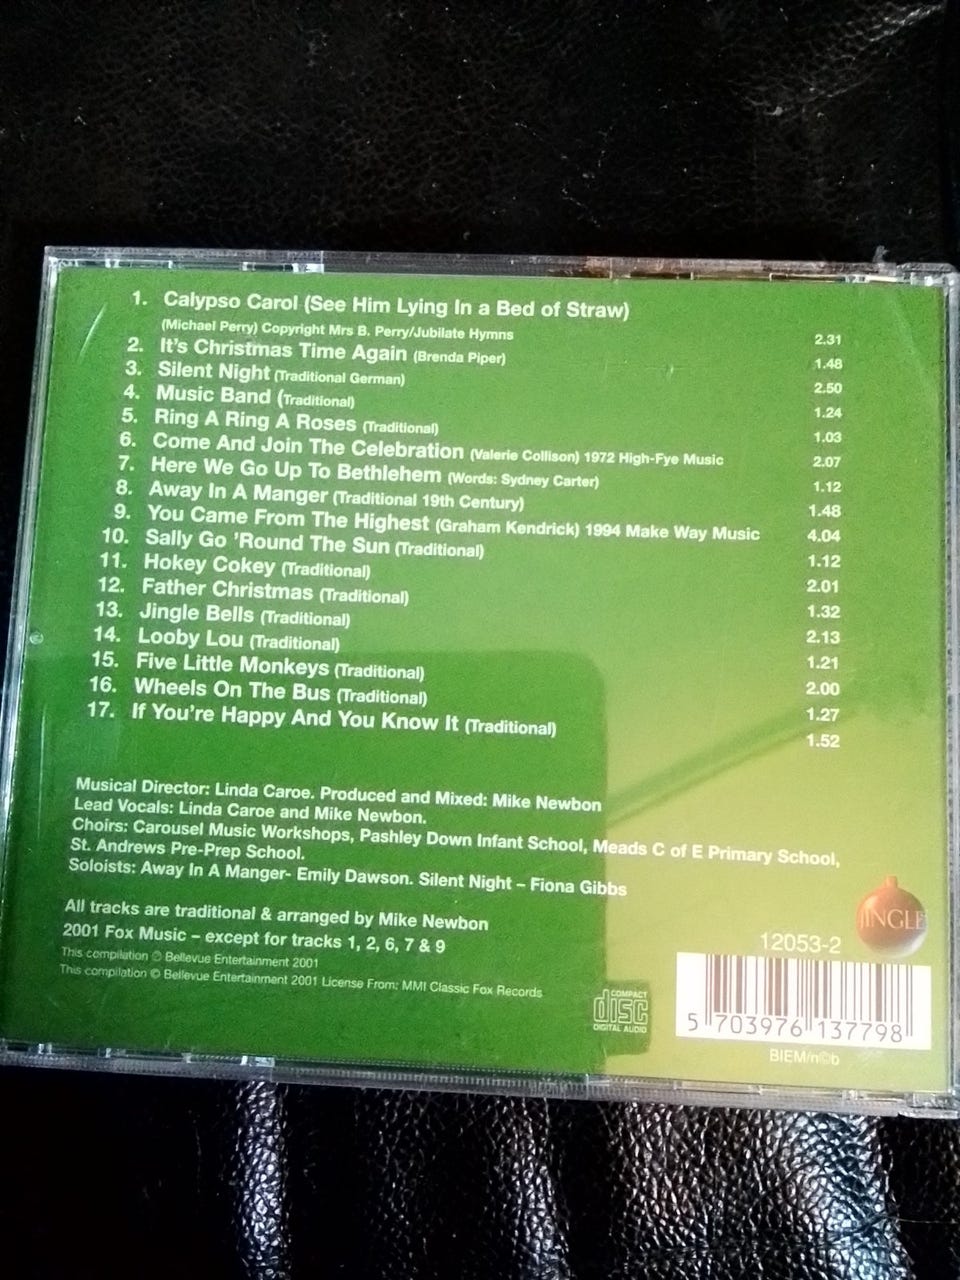 1. Calypso Carol (See Him Lying In a Bed of Straw)
(Michael Perry) Copyright Mrs B. Perry/Jubilate Hymns 2.31
2. It's Christmas Time Again (Brenda Piper) 1.48
3. Silent Night (Traditional German) 2.50
4. Music Band (Traditional) 1.24
5. Ring A Ring A Roses (Traditional) 1.03
6. Come And Join The Celebration (Valerie Collison) 1972 High-Fye Music 2.07
7. Here We Go Up To Bethlehem (Words: Sydney Carter) 1.12
8. Away In A Manger (Traditional 19th Century) 1.48
9. You Came From The Highest (Graham Kendrick) 1994 Make Way Music 4.04
10. Sally Go 'Round The Sun (Traditional) 1.12
11. Hokey Cokey (Traditional) 2.01
12. Father Christmas (Traditional) 1.32
13. Jingle Bells (Traditional) 2.13
14. Looby Lou (Traditional) 1.21
15. Five Little Monkeys (Traditional) 2.00
16. Wheels On The Bus (Traditional) 1.27
17. If You're Happy And You Know It (Traditional) 1.52
Musical Director: Linda Caroe. Produced and Mixed: Mike Newbon
Lead Vocals: Linda Caroe and Mike Newbon.
Choirs: Carousel Music Workshops, Pashley Down Infant School, Meads C of E Primary School,
St. Andrews Pre-Prep School.
Soloists: Away In A Manger- Emily Dawson. Silent Night – Fiona Gibbs
All tracks are traditional & arranged by Mike Newbon
2001 Fox Music – except for tracks 1, 2, 6, 7 & 9
This compilation ℗ Bellevue Entertainment 2001
This compilation © Bellevue Entertainment 2001 License From: MMI Classic Fox Records
COMPACT
disc
DIGITAL AUDIO
JINGLE
12053-2
5 703976 137798
BIEM/n©b